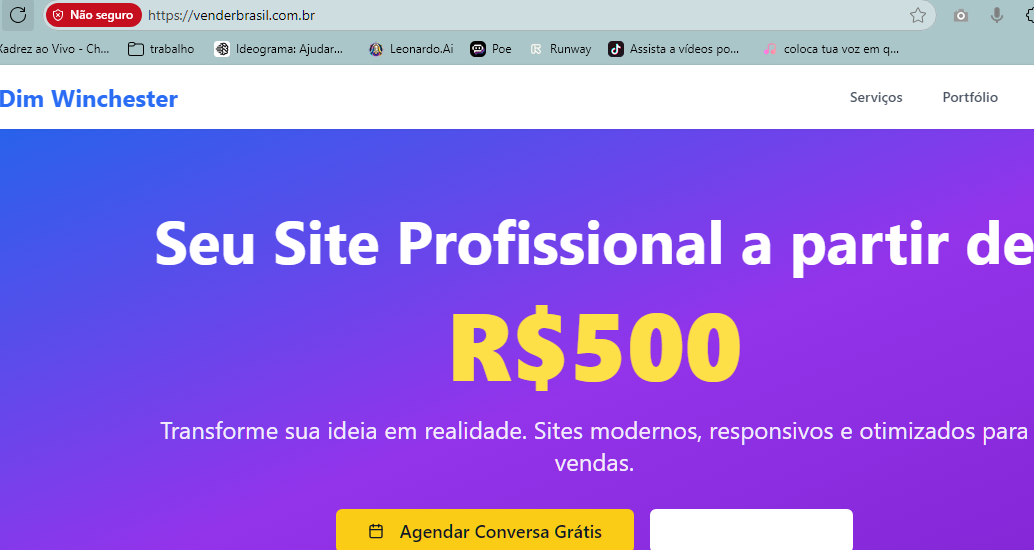 Não seguro https://venderbrasil.com.br
Xadrez ao Vivo - Ch... trabalho Ideograma: Ajudar... Leonardo.Ai Poe Runway Assista a vídeos po... coloca tua voz em q...
Dim Winchester Serviços Portfólio
Seu Site Profissional a partir de
R$500
Transforme sua ideia em realidade. Sites modernos, responsivos e otimizados para
vendas.
Agendar Conversa Grátis